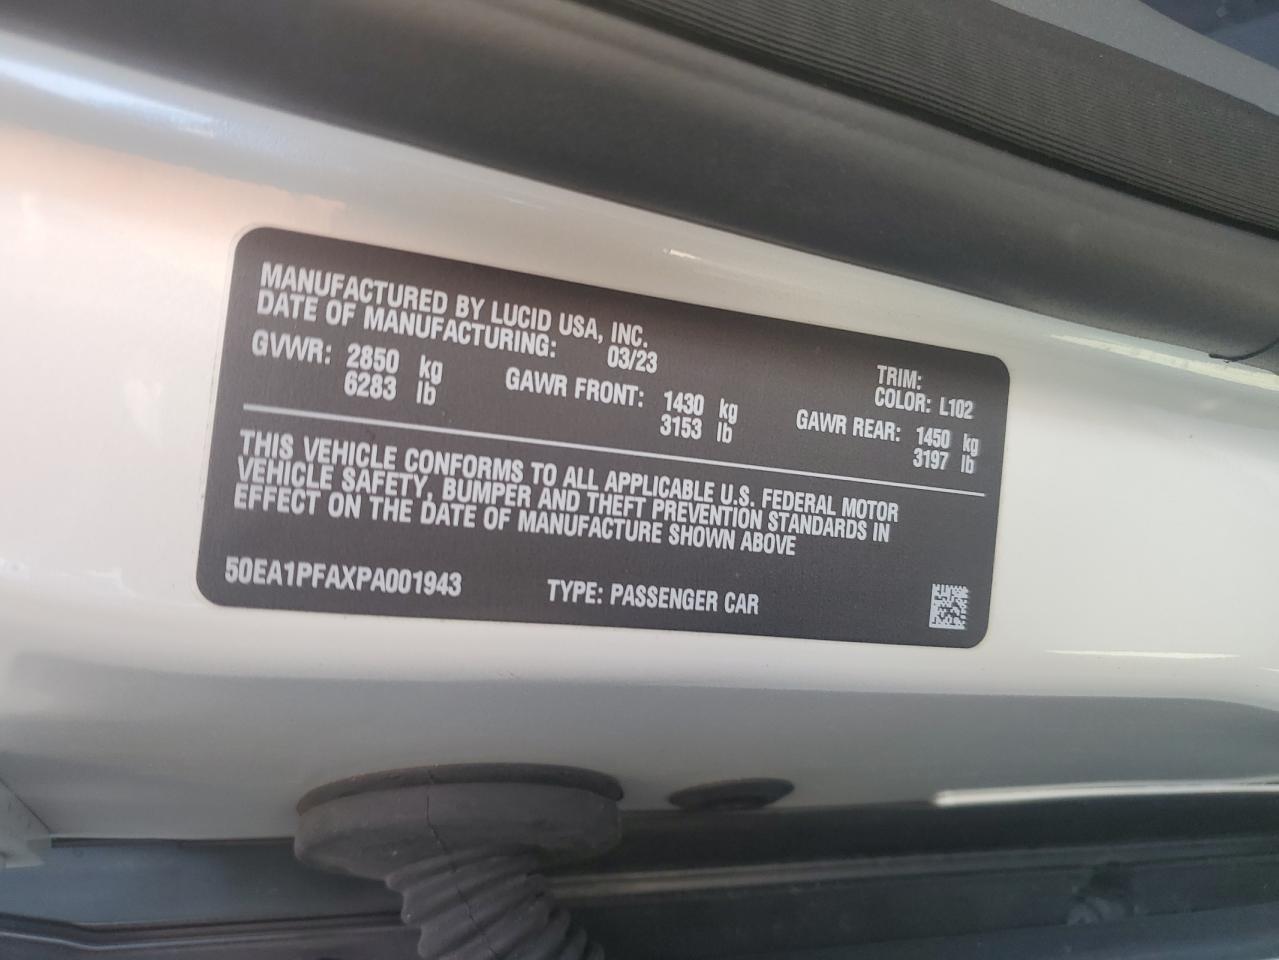 MANUFACTURED BY LUCID USA, INC.
DATE OF MANUFACTURING: 03/23
TRIM:
COLOR: L102
GVWR: 2850 kg
6283 lb
GAWR FRONT: 1430 kg
3153 lb
GAWR REAR: 1450 kg
3197 lb
THIS VEHICLE CONFORMS TO ALL APPLICABLE U.S. FEDERAL MOTOR
VEHICLE SAFETY, BUMPER AND THEFT PREVENTION STANDARDS IN
EFFECT ON THE DATE OF MANUFACTURE SHOWN ABOVE
50EA1PFAXPA001943 TYPE: PASSENGER CAR